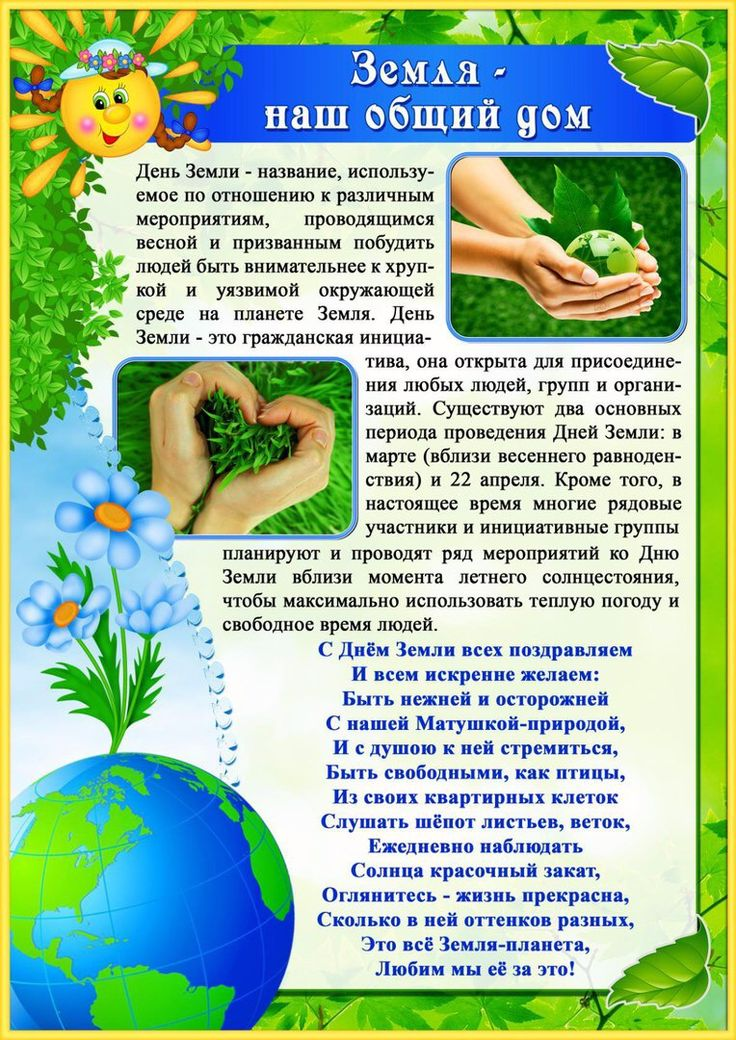 Земля -
наш общий дом
День Земли - название, использу-
емое по отношению к различным
мероприятиям, проводящимся
весной и призванным побудить
людей быть внимательнее к хруп-
кой и уязвимой окружающей
среде на планете Земля. День
Земли - это гражданская инициа-
тива, она открыта для присоедине-
ния любых людей, групп и органи-
заций. Существуют два основных
периода проведения Дней Земли: в
марте (вблизи весеннего равноден-
ствия) и 22 апреля. Кроме того, в
настоящее время многие рядовые
участники и инициативные группы
планируют и проводят ряд мероприятий ко Дню
Земли вблизи момента летнего солнцестояния,
чтобы максимально использовать теплую погоду и
свободное время людей.
С Днём Земли всех поздравляем
И всем искренне желаем:
Быть нежней и осторожней
С нашей Матушкой-природой,
И с душою к ней стремиться,
Быть свободными, как птицы,
Из своих квартирных клеток
Слушать шёпот листьев, веток,
Ежедневно наблюдать
Солнца красочный закат,
Оглянитесь - жизнь прекрасна,
Сколько в ней оттенков разных,
Это всё Земля-планета,
Любим мы её за это!